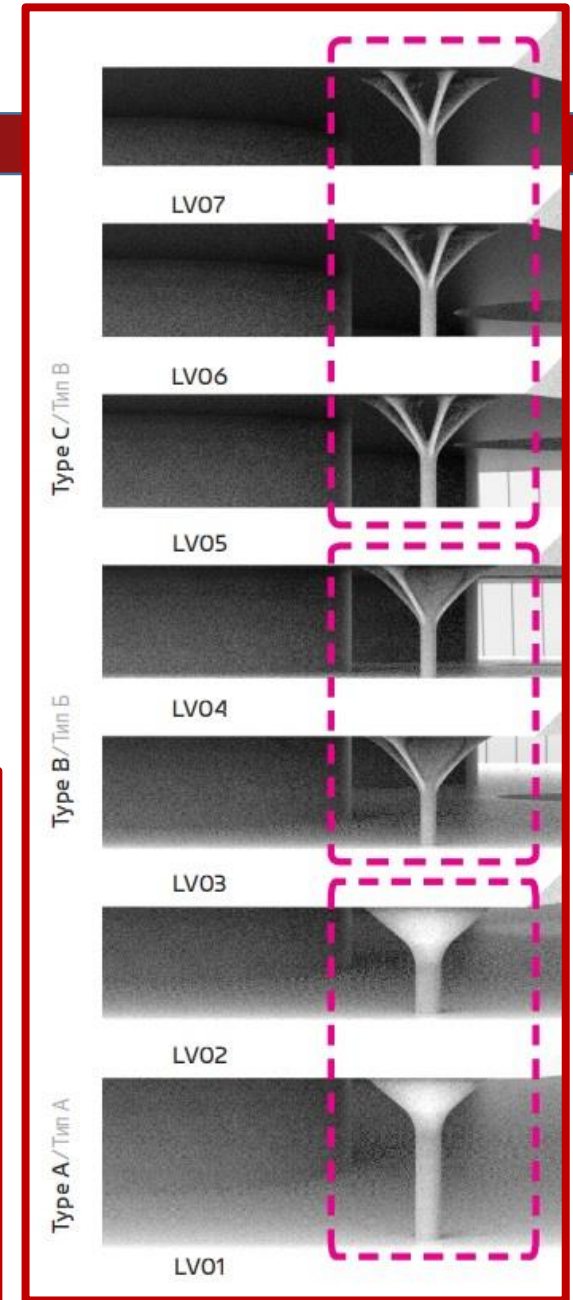 LV07
LV06
Type C/Тип В
LV05
LV04
Type B/Тип Б
LV03
LV02
Type A/Тип А
LV01